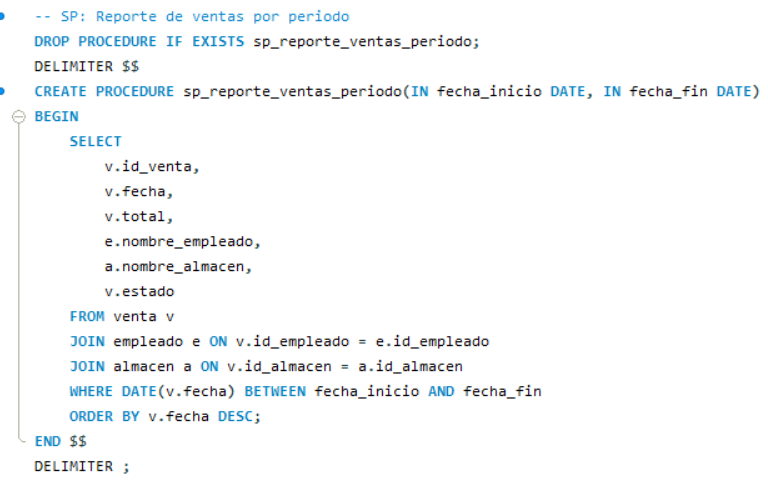 -- SP: Reporte de ventas por periodo
DROP PROCEDURE IF EXISTS sp_reporte_ventas_periodo;
DELIMITER $$
CREATE PROCEDURE sp_reporte_ventas_periodo(IN fecha_inicio DATE, IN fecha_fin DATE)
BEGIN
    SELECT
        v.id_venta,
        v.fecha,
        v.total,
        e.nombre_empleado,
        a.nombre_almacen,
        v.estado
    FROM venta v
    JOIN empleado e ON v.id_empleado = e.id_empleado
    JOIN almacen a ON v.id_almacen = a.id_almacen
    WHERE DATE(v.fecha) BETWEEN fecha_inicio AND fecha_fin
    ORDER BY v.fecha DESC;
END $$
DELIMITER ;